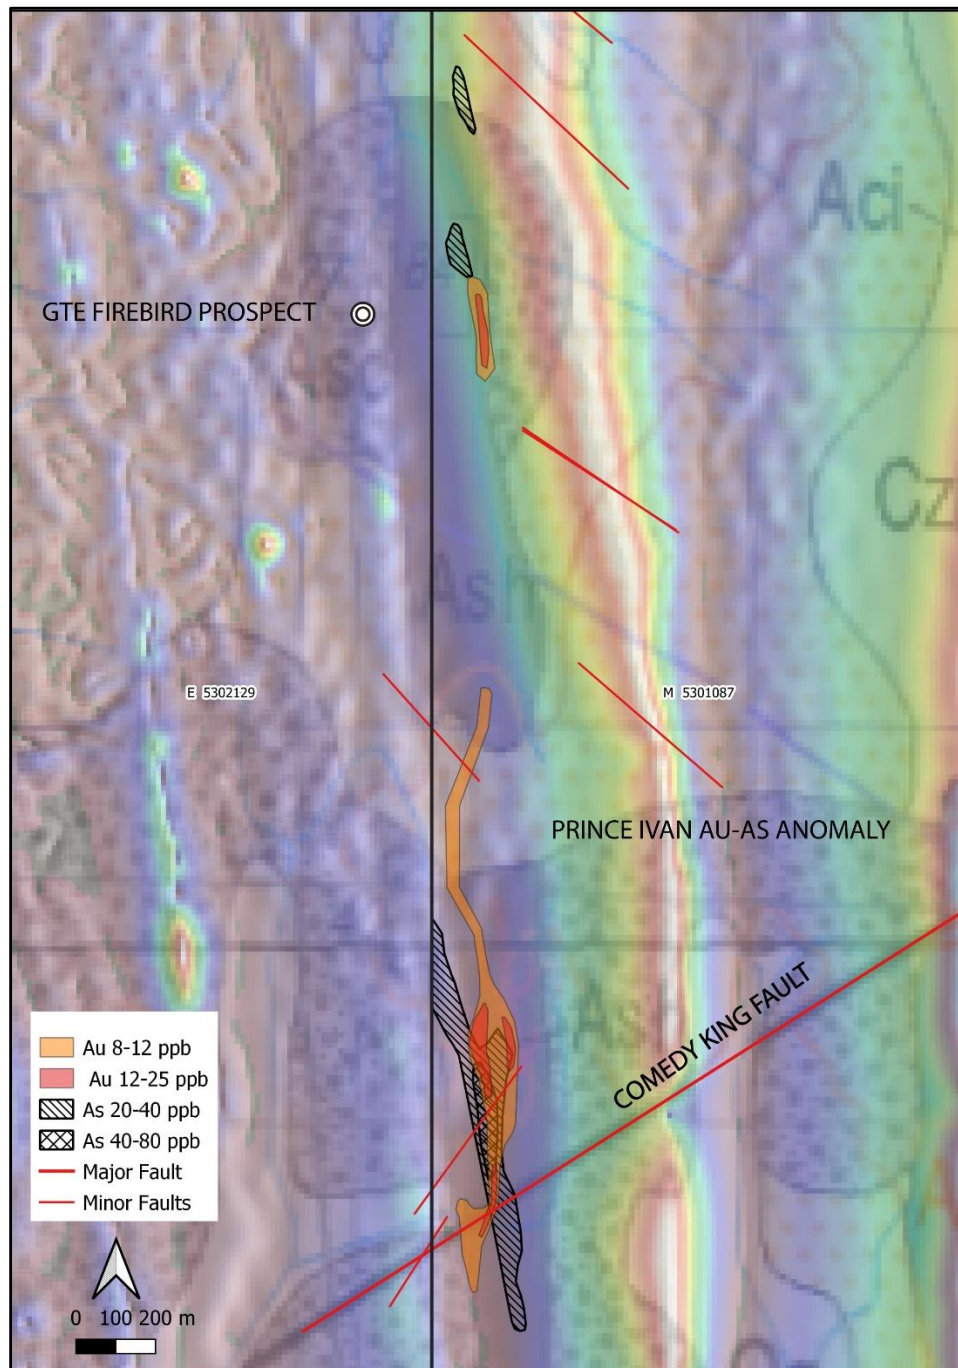 Aci
GTE FIREBIRD PROSPECT
Cz
As
E 5302129
M 5301087
PRINCE IVAN AU-AS ANOMALY
As
COMEDY KING FAULT
Au 8-12 ppb
Au 12-25 ppb
As 20-40 ppb
As 40-80 ppb
Major Fault
Minor Faults
0 100 200 m